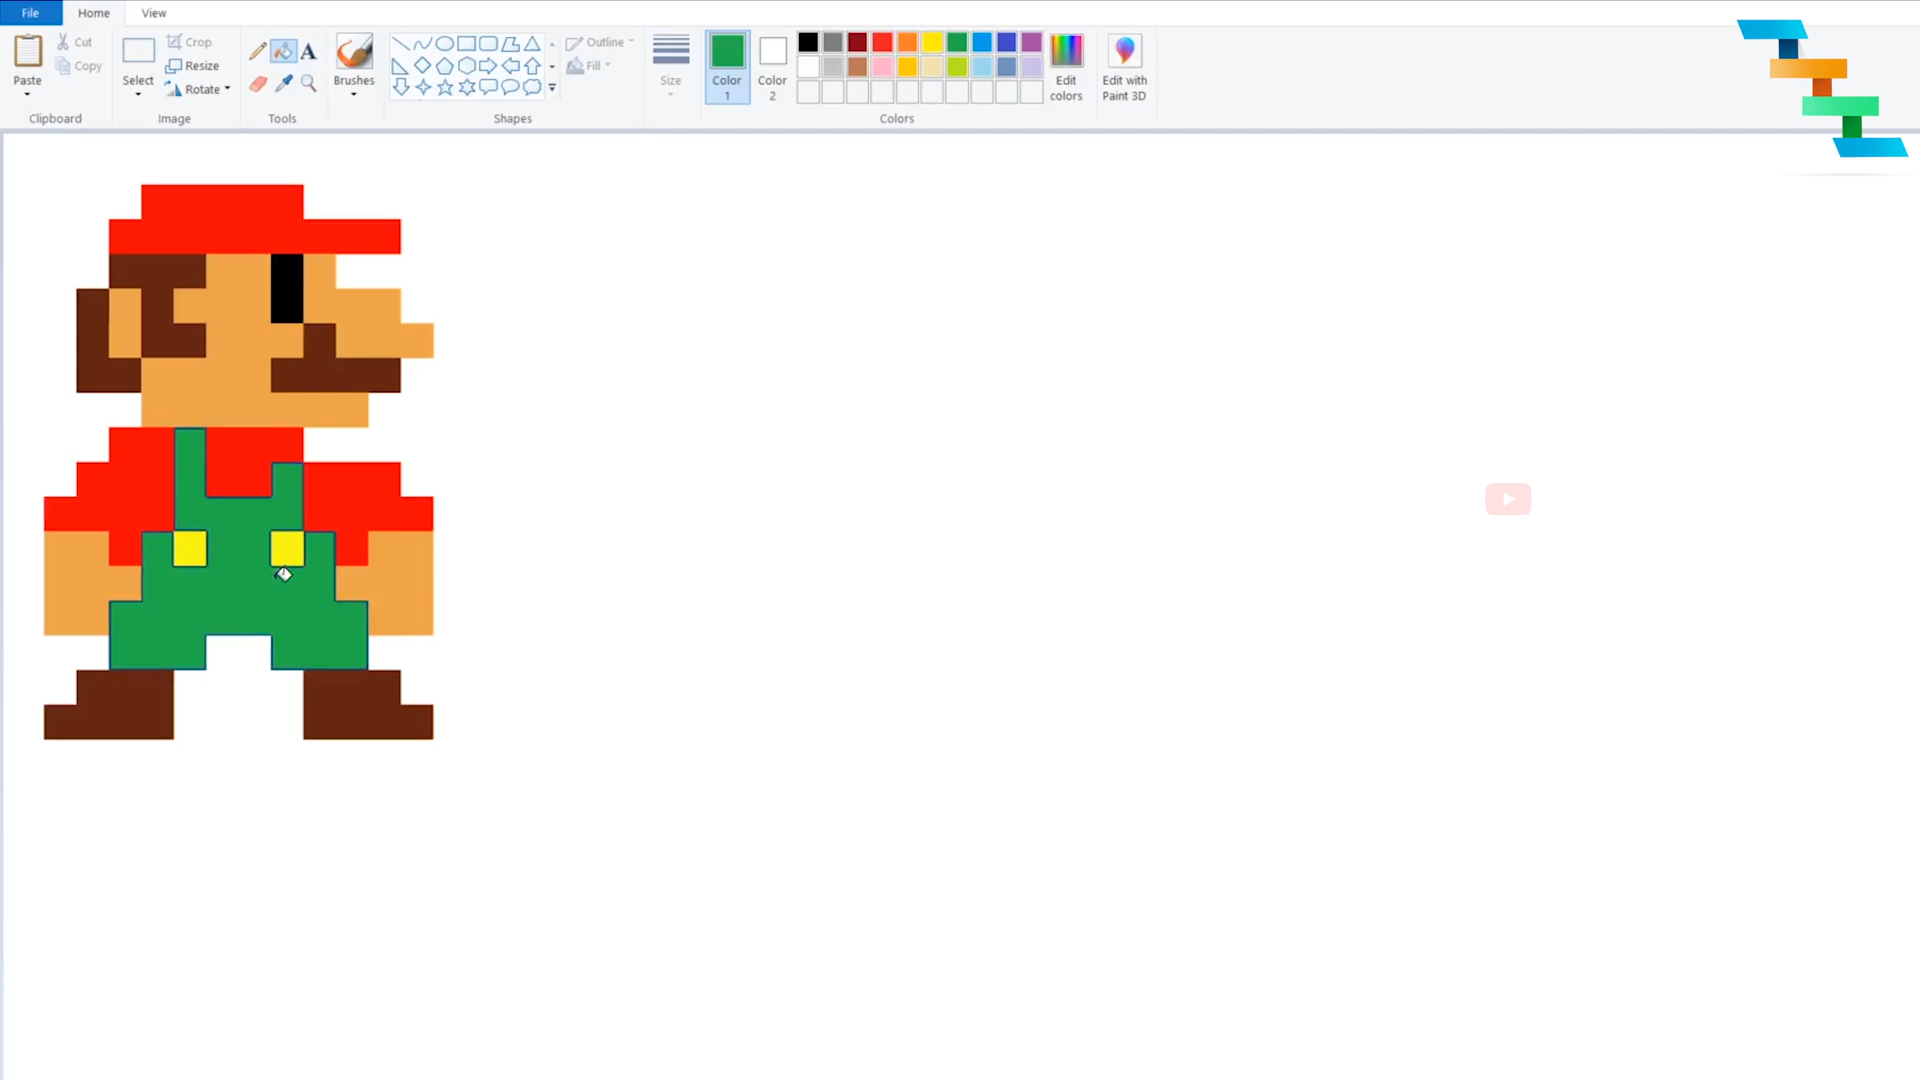 File Home View
Paste
Cut
Copy
Clipboard
Select
Crop
Resize
Rotate
Image
A
Tools
Brushes
Outline
Fill
Shapes
Size
Color
1
Color
2
Edit
colors
Colors
Edit with
Paint 3D